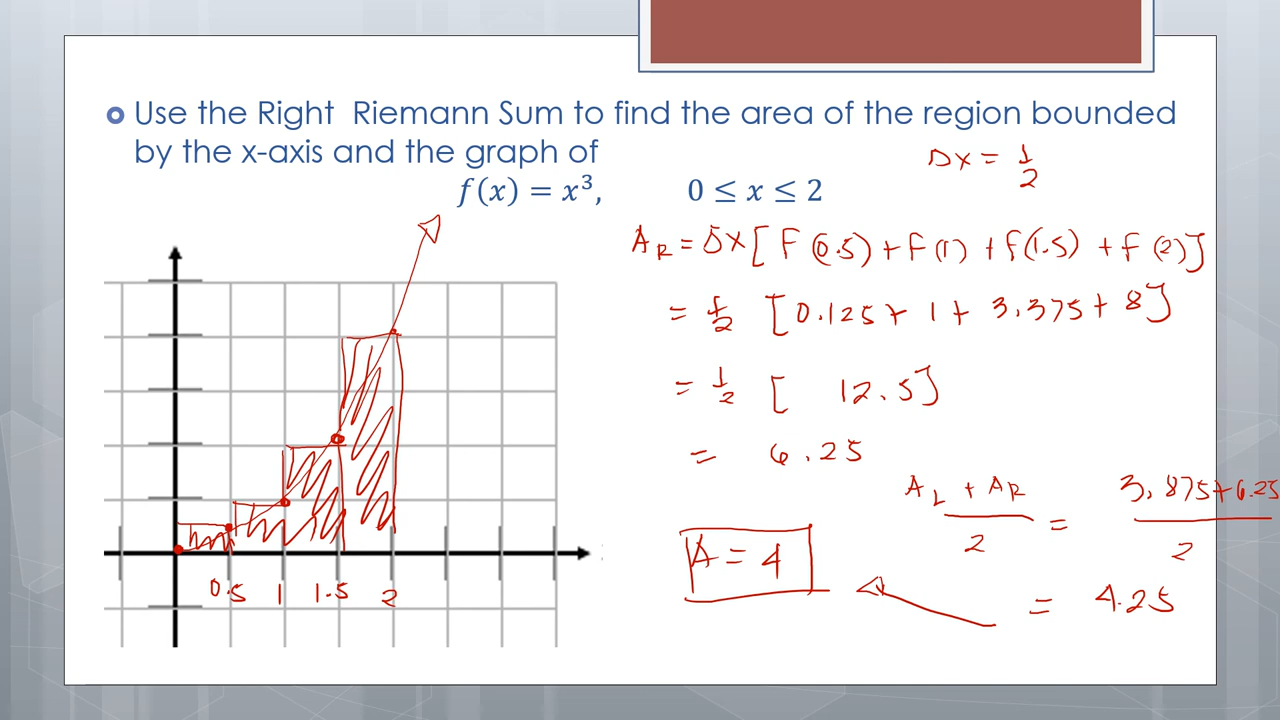 Use the Right Riemann Sum to find the area of the region bounded
by the x-axis and the graph of
f(x) = x³, 0 ≤ x ≤ 2
Δx = 1/2
A_R = Δx [ f(0.5) + f(1) + f(1.5) + f(2) ]
= 1/2 [ 0.125 + 1 + 3.375 + 8 ]
= 1/2 [ 12.5 ]
= 6.25
(A_L + A_R)/2 = (3.875 + 6.25)/2
= 4.25
A = 4
0.5 1 1.5 2